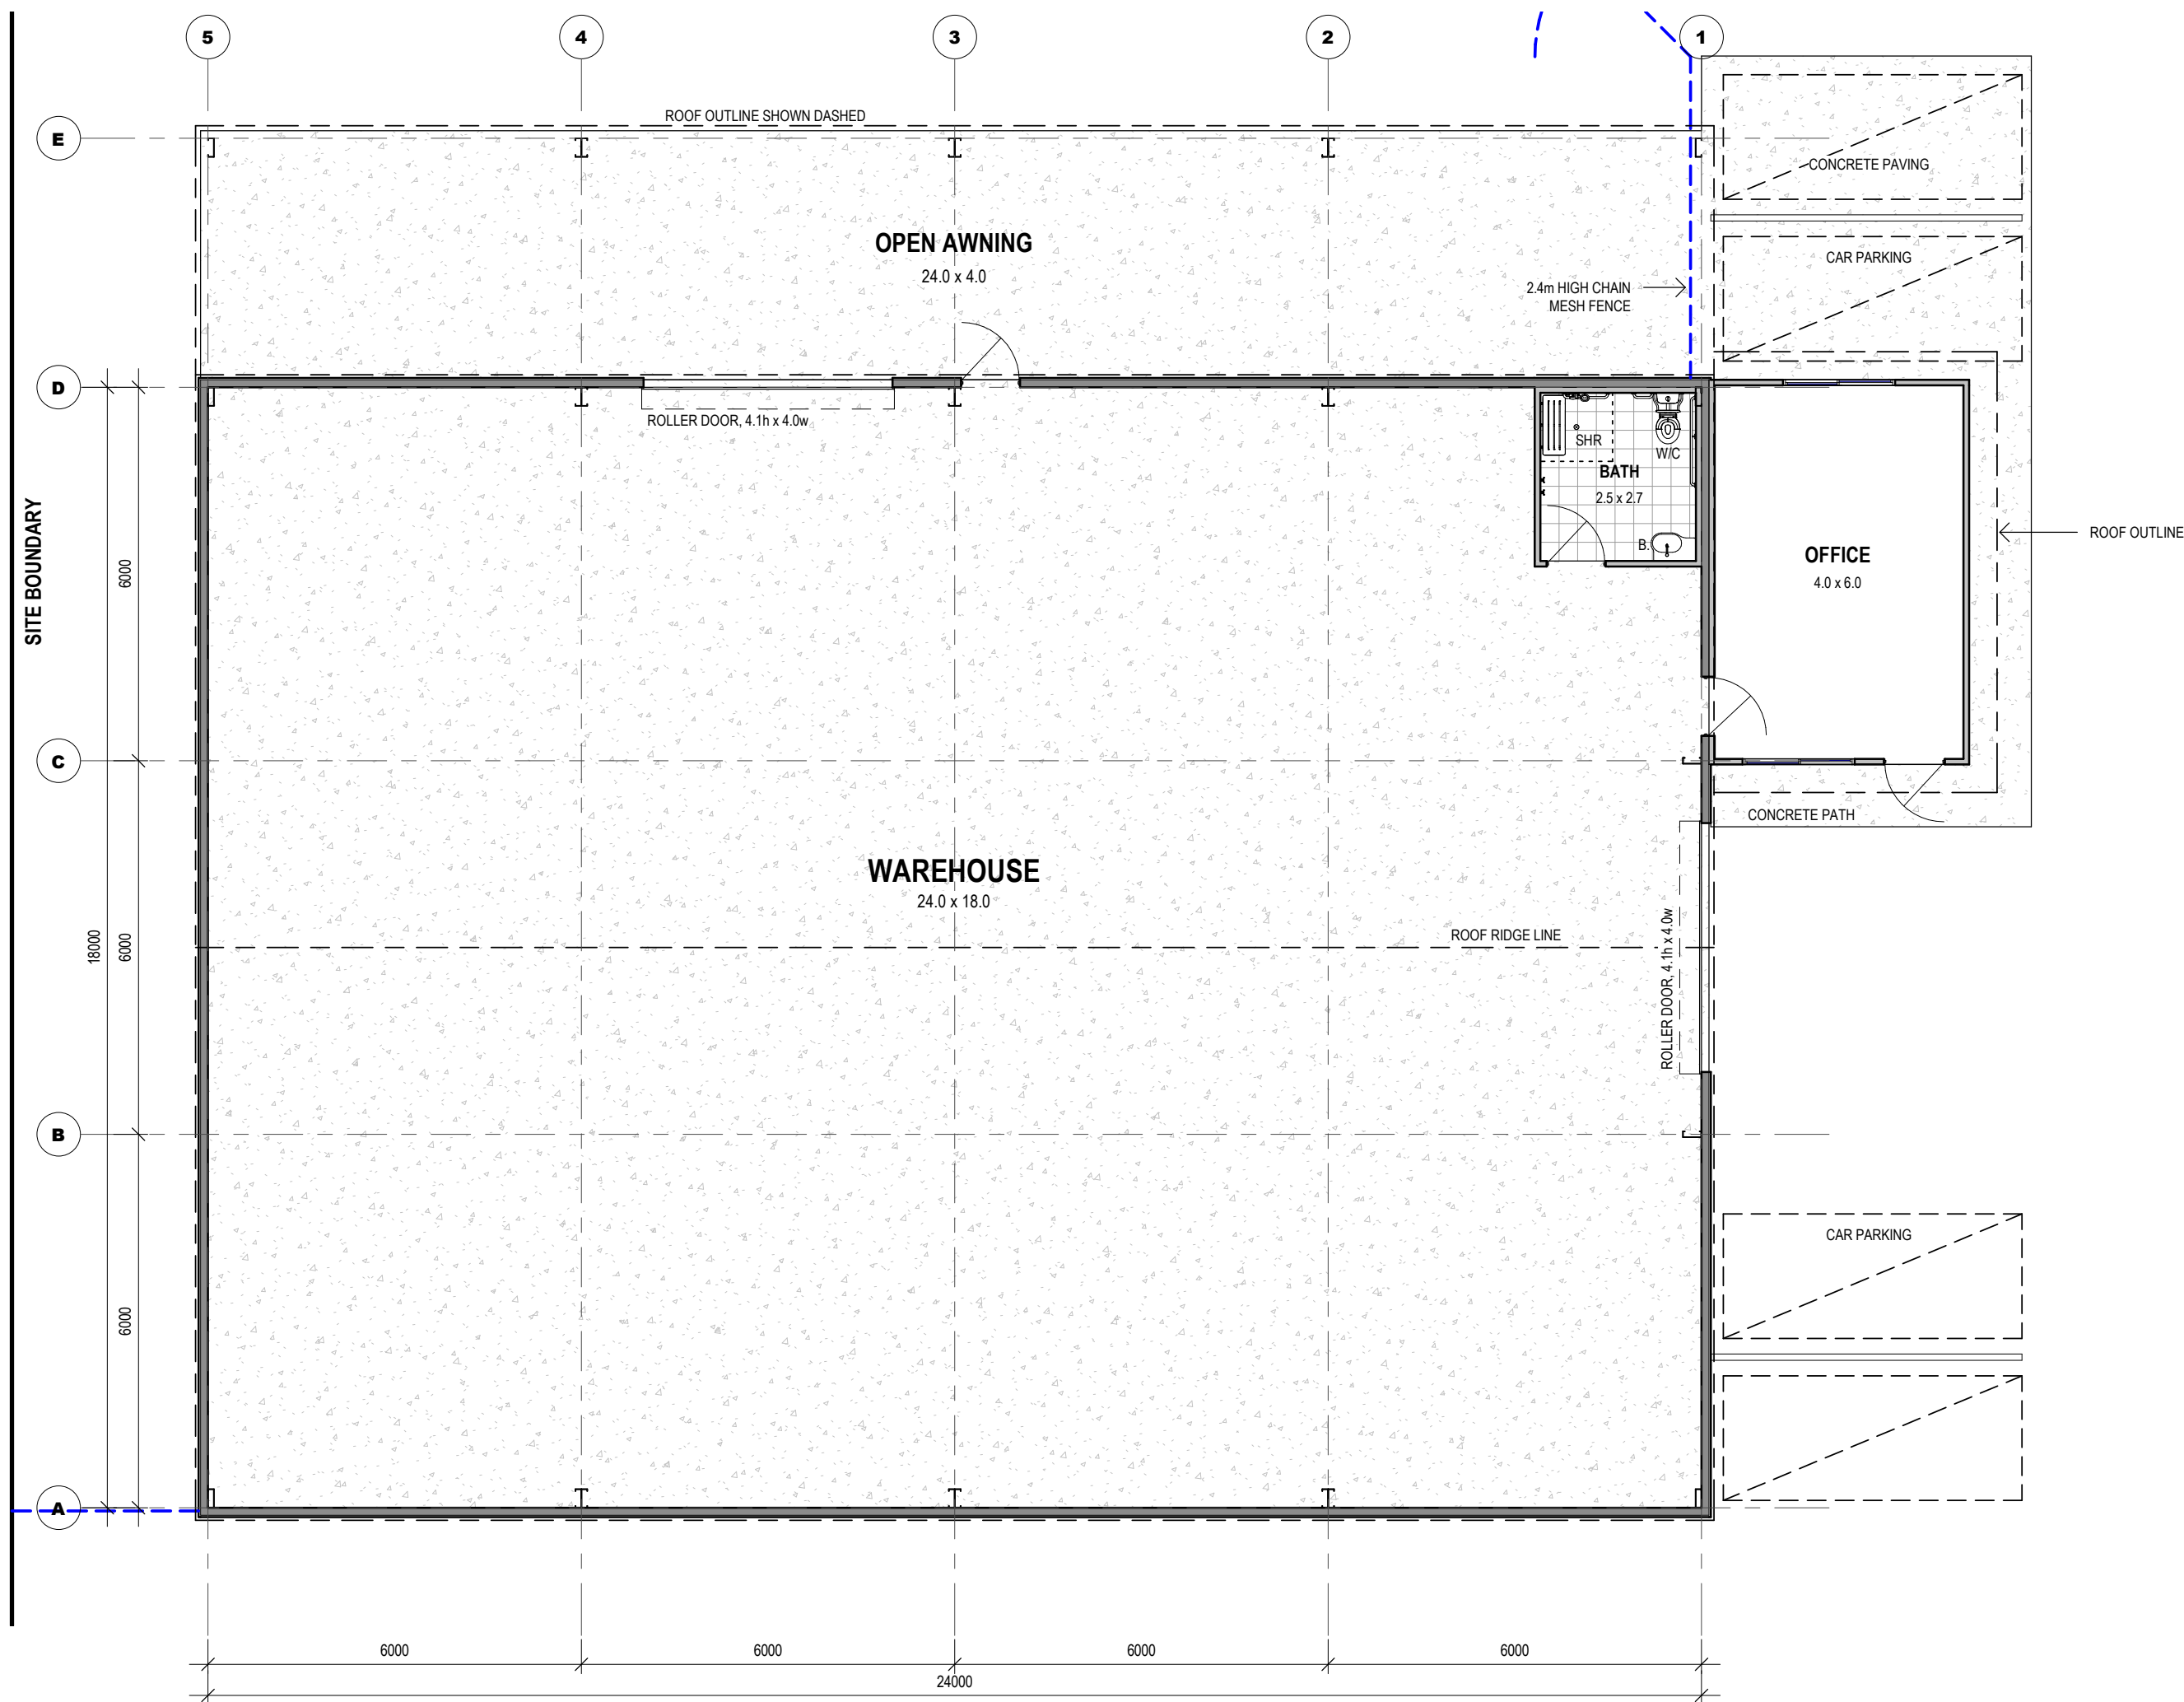 5
4
3
2
1
ROOF OUTLINE SHOWN DASHED
E
CONCRETE PAVING
OPEN AWNING
24.0 x 4.0
CAR PARKING
2.4m HIGH CHAIN
MESH FENCE
D
ROLLER DOOR, 4.1h x 4.0w
SHR
W/C
BATH
2.5 x 2.7
B.
SITE BOUNDARY
6000
OFFICE
4.0 x 6.0
ROOF OUTLINE
C
CONCRETE PATH
WAREHOUSE
24.0 x 18.0
18000
6000
ROOF RIDGE LINE
ROLLER DOOR, 4.1h x 4.0w
B
CAR PARKING
6000
A
6000
6000
6000
6000
24000